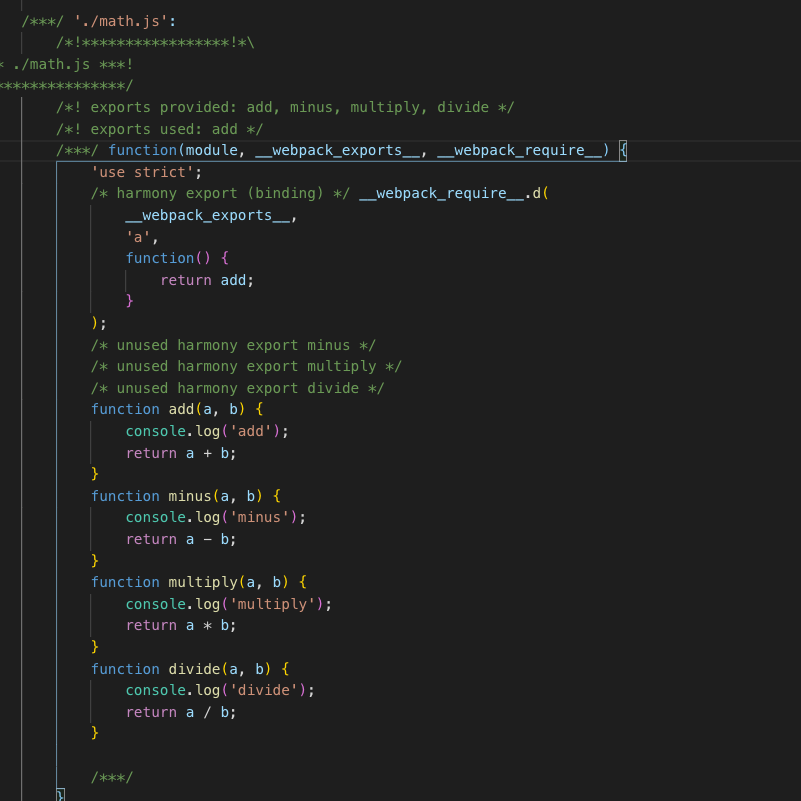 /***/ './math.js':
/*!*****************!*\
* ./math.js ***!
***************/
/*! exports provided: add, minus, multiply, divide */
/*! exports used: add */
/***/ function(module, __webpack_exports__, __webpack_require__) {
'use strict';
/* harmony export (binding) */ __webpack_require__.d(
__webpack_exports__,
'a',
function() {
return add;
}
);
/* unused harmony export minus */
/* unused harmony export multiply */
/* unused harmony export divide */
function add(a, b) {
console.log('add');
return a + b;
}
function minus(a, b) {
console.log('minus');
return a - b;
}
function multiply(a, b) {
console.log('multiply');
return a * b;
}
function divide(a, b) {
console.log('divide');
return a / b;
}
/***/
}